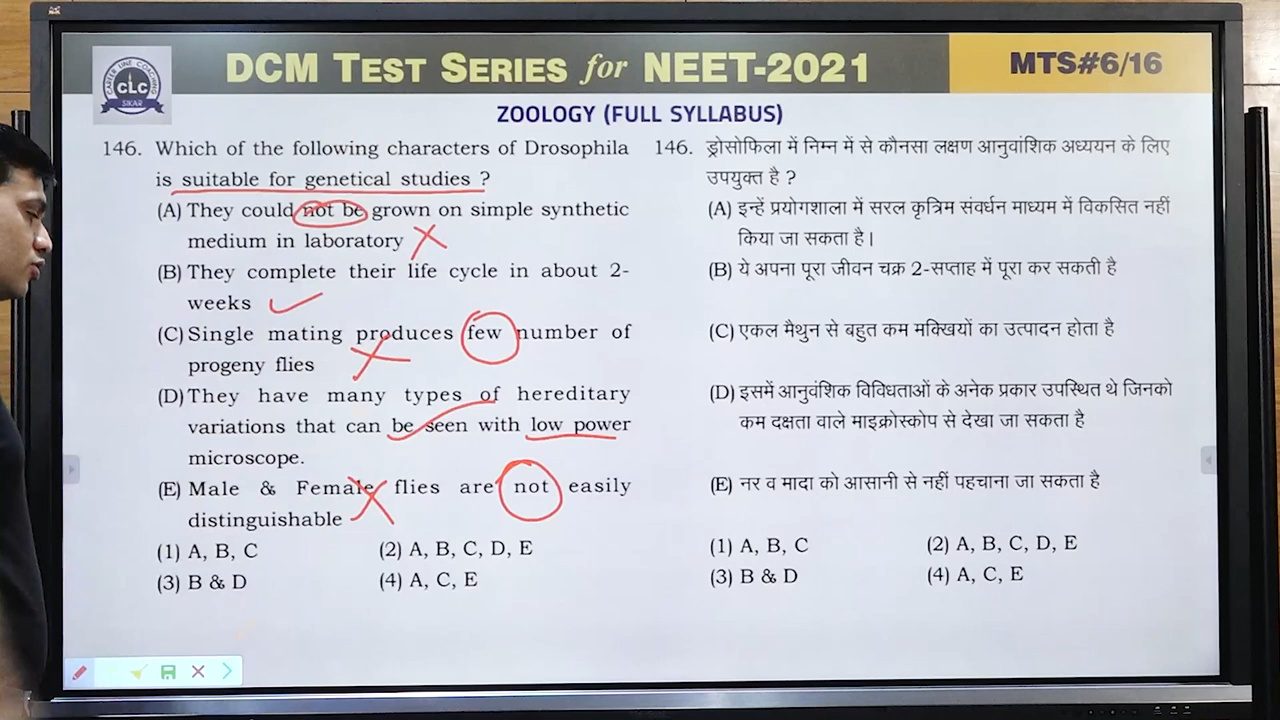 DCM TEST SERIES for NEET-2021
MTS#6/16
CAREER LINE COACHING
CLC
SIKAR
ZOOLOGY (FULL SYLLABUS)
146. Which of the following characters of Drosophila
is suitable for genetical studies ?
(A) They could not be grown on simple synthetic
medium in laboratory
(B) They complete their life cycle in about 2-
weeks
(C) Single mating produces few number of
progeny flies
(D) They have many types of hereditary
variations that can be seen with low power
microscope.
(E) Male & Female flies are not easily
distinguishable
(1) A, B, C (2) A, B, C, D, E
(3) B & D (4) A, C, E
146. ड्रोसोफिला में निम्न में से कौनसा लक्षण आनुवांशिक अध्ययन के लिए
उपयुक्त है ?
(A) इन्हें प्रयोगशाला में सरल कृत्रिम संवर्धन माध्यम में विकसित नहीं
किया जा सकता है।
(B) ये अपना पूरा जीवन चक्र 2-सप्ताह में पूरा कर सकती है
(C) एकल मैथुन से बहुत कम मक्खियों का उत्पादन होता है
(D) इसमें आनुवंशिक विविधताओं के अनेक प्रकार उपस्थित थे जिनको
कम दक्षता वाले माइक्रोस्कोप से देखा जा सकता है
(E) नर व मादा को आसानी से नहीं पहचाना जा सकता है
(1) A, B, C (2) A, B, C, D, E
(3) B & D (4) A, C, E